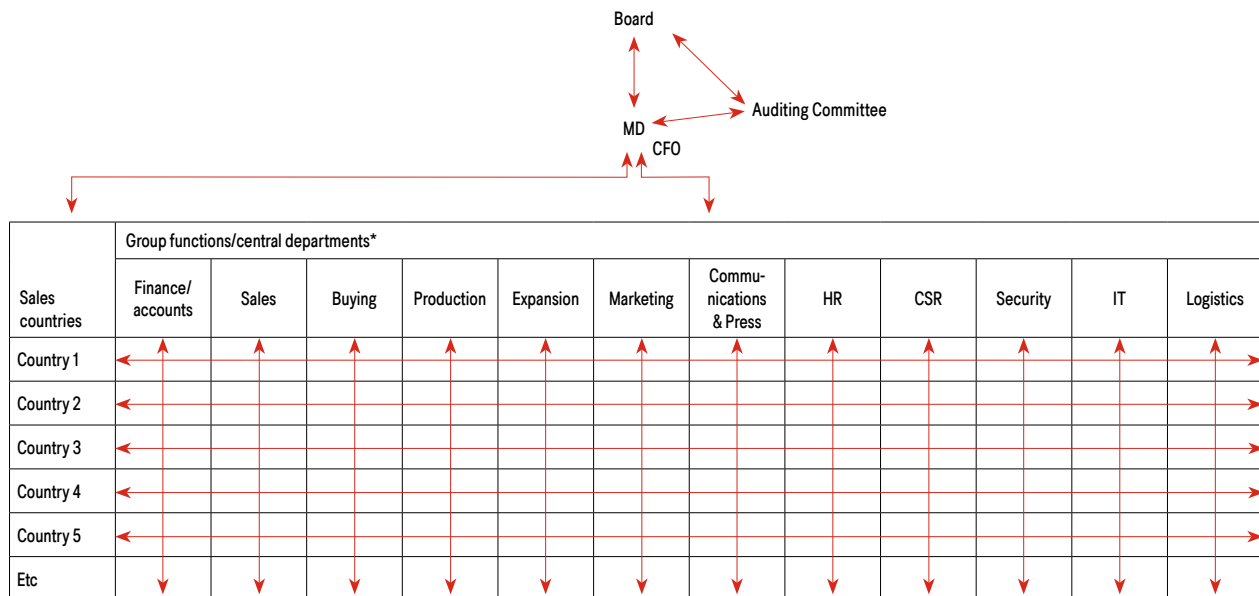 Board
Auditing Committee
MD
CFO
Group functions/central departments*
Sales
countries
Finance/
accounts
Sales
Buying
Production
Expansion
Marketing
Commu-
nications
& Press
HR
CSR
Security
IT
Logistics
Country 1
Country 2
Country 3
Country 4
Country 5
Etc